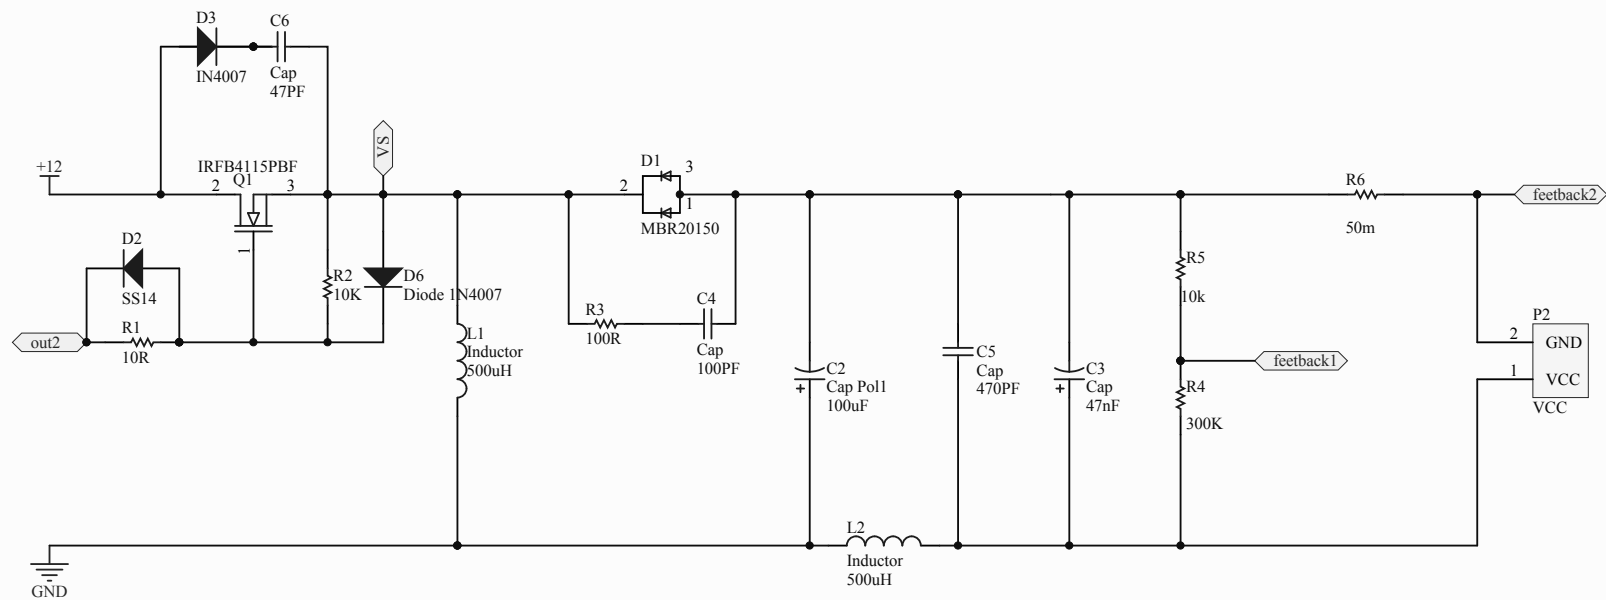 D3
IN4007
C6
Cap
47PF
+12
IRFB4115PBF
Q1
2
3
1
VS
D2
SS14
out2
R1
10R
R2
10K
D6
Diode 1N4007
L1
Inductor
500uH
D1
2
3
1
MBR20150
R3
100R
C4
Cap
100PF
C2
Cap Pol1
100uF
C5
Cap
470PF
C3
Cap
47nF
R5
10k
feetback1
R4
300K
R6
50m
feetback2
P2
2
GND
1
VCC
VCC
L2
Inductor
500uH
GND